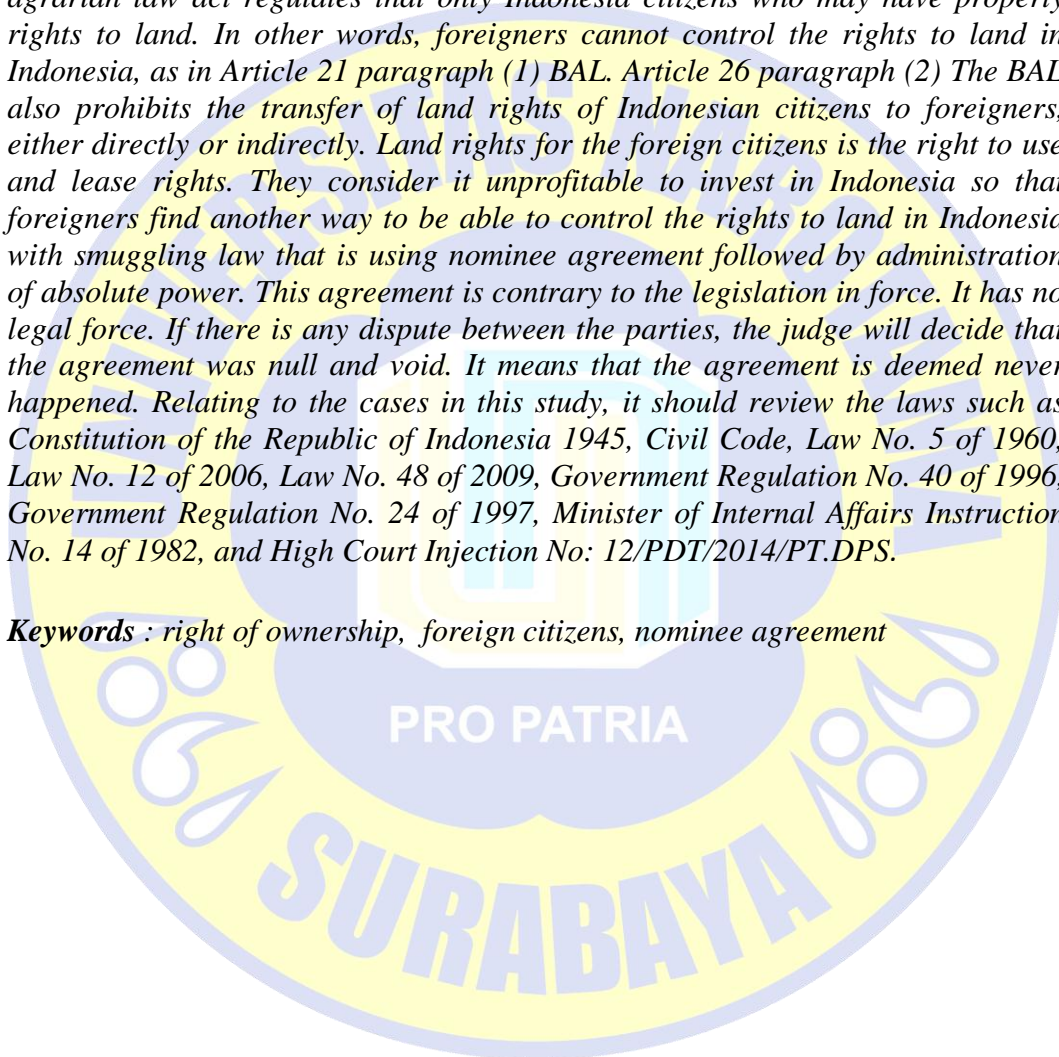 agrarian law act regulates that only Indonesia citizens who may have property
rights to land. In other words, foreigners cannot control the rights to land in
Indonesia, as in Article 21 paragraph (1) BAL. Article 26 paragraph (2) The BAL
also prohibits the transfer of land rights of Indonesian citizens to foreigners,
either directly or indirectly. Land rights for the foreign citizens is the right to use
and lease rights. They consider it unprofitable to invest in Indonesia so that
foreigners find another way to be able to control the rights to land in Indonesia
with smuggling law that is using nominee agreement followed by administration
of absolute power. This agreement is contrary to the legislation in force. It has no
legal force. If there is any dispute between the parties, the judge will decide that
the agreement was null and void. It means that the agreement is deemed never
happened. Relating to the cases in this study, it should review the laws such as
Constitution of the Republic of Indonesia 1945, Civil Code, Law No. 5 of 1960,
Law No. 12 of 2006, Law No. 48 of 2009, Government Regulation No. 40 of 1996,
Government Regulation No. 24 of 1997, Minister of Internal Affairs Instruction
No. 14 of 1982, and High Court Injection No: 12/PDT/2014/PT.DPS.
Keywords : right of ownership, foreign citizens, nominee agreement
UNIVERSITAS NAROTAMA
PRO PATRIA
SURABAYA